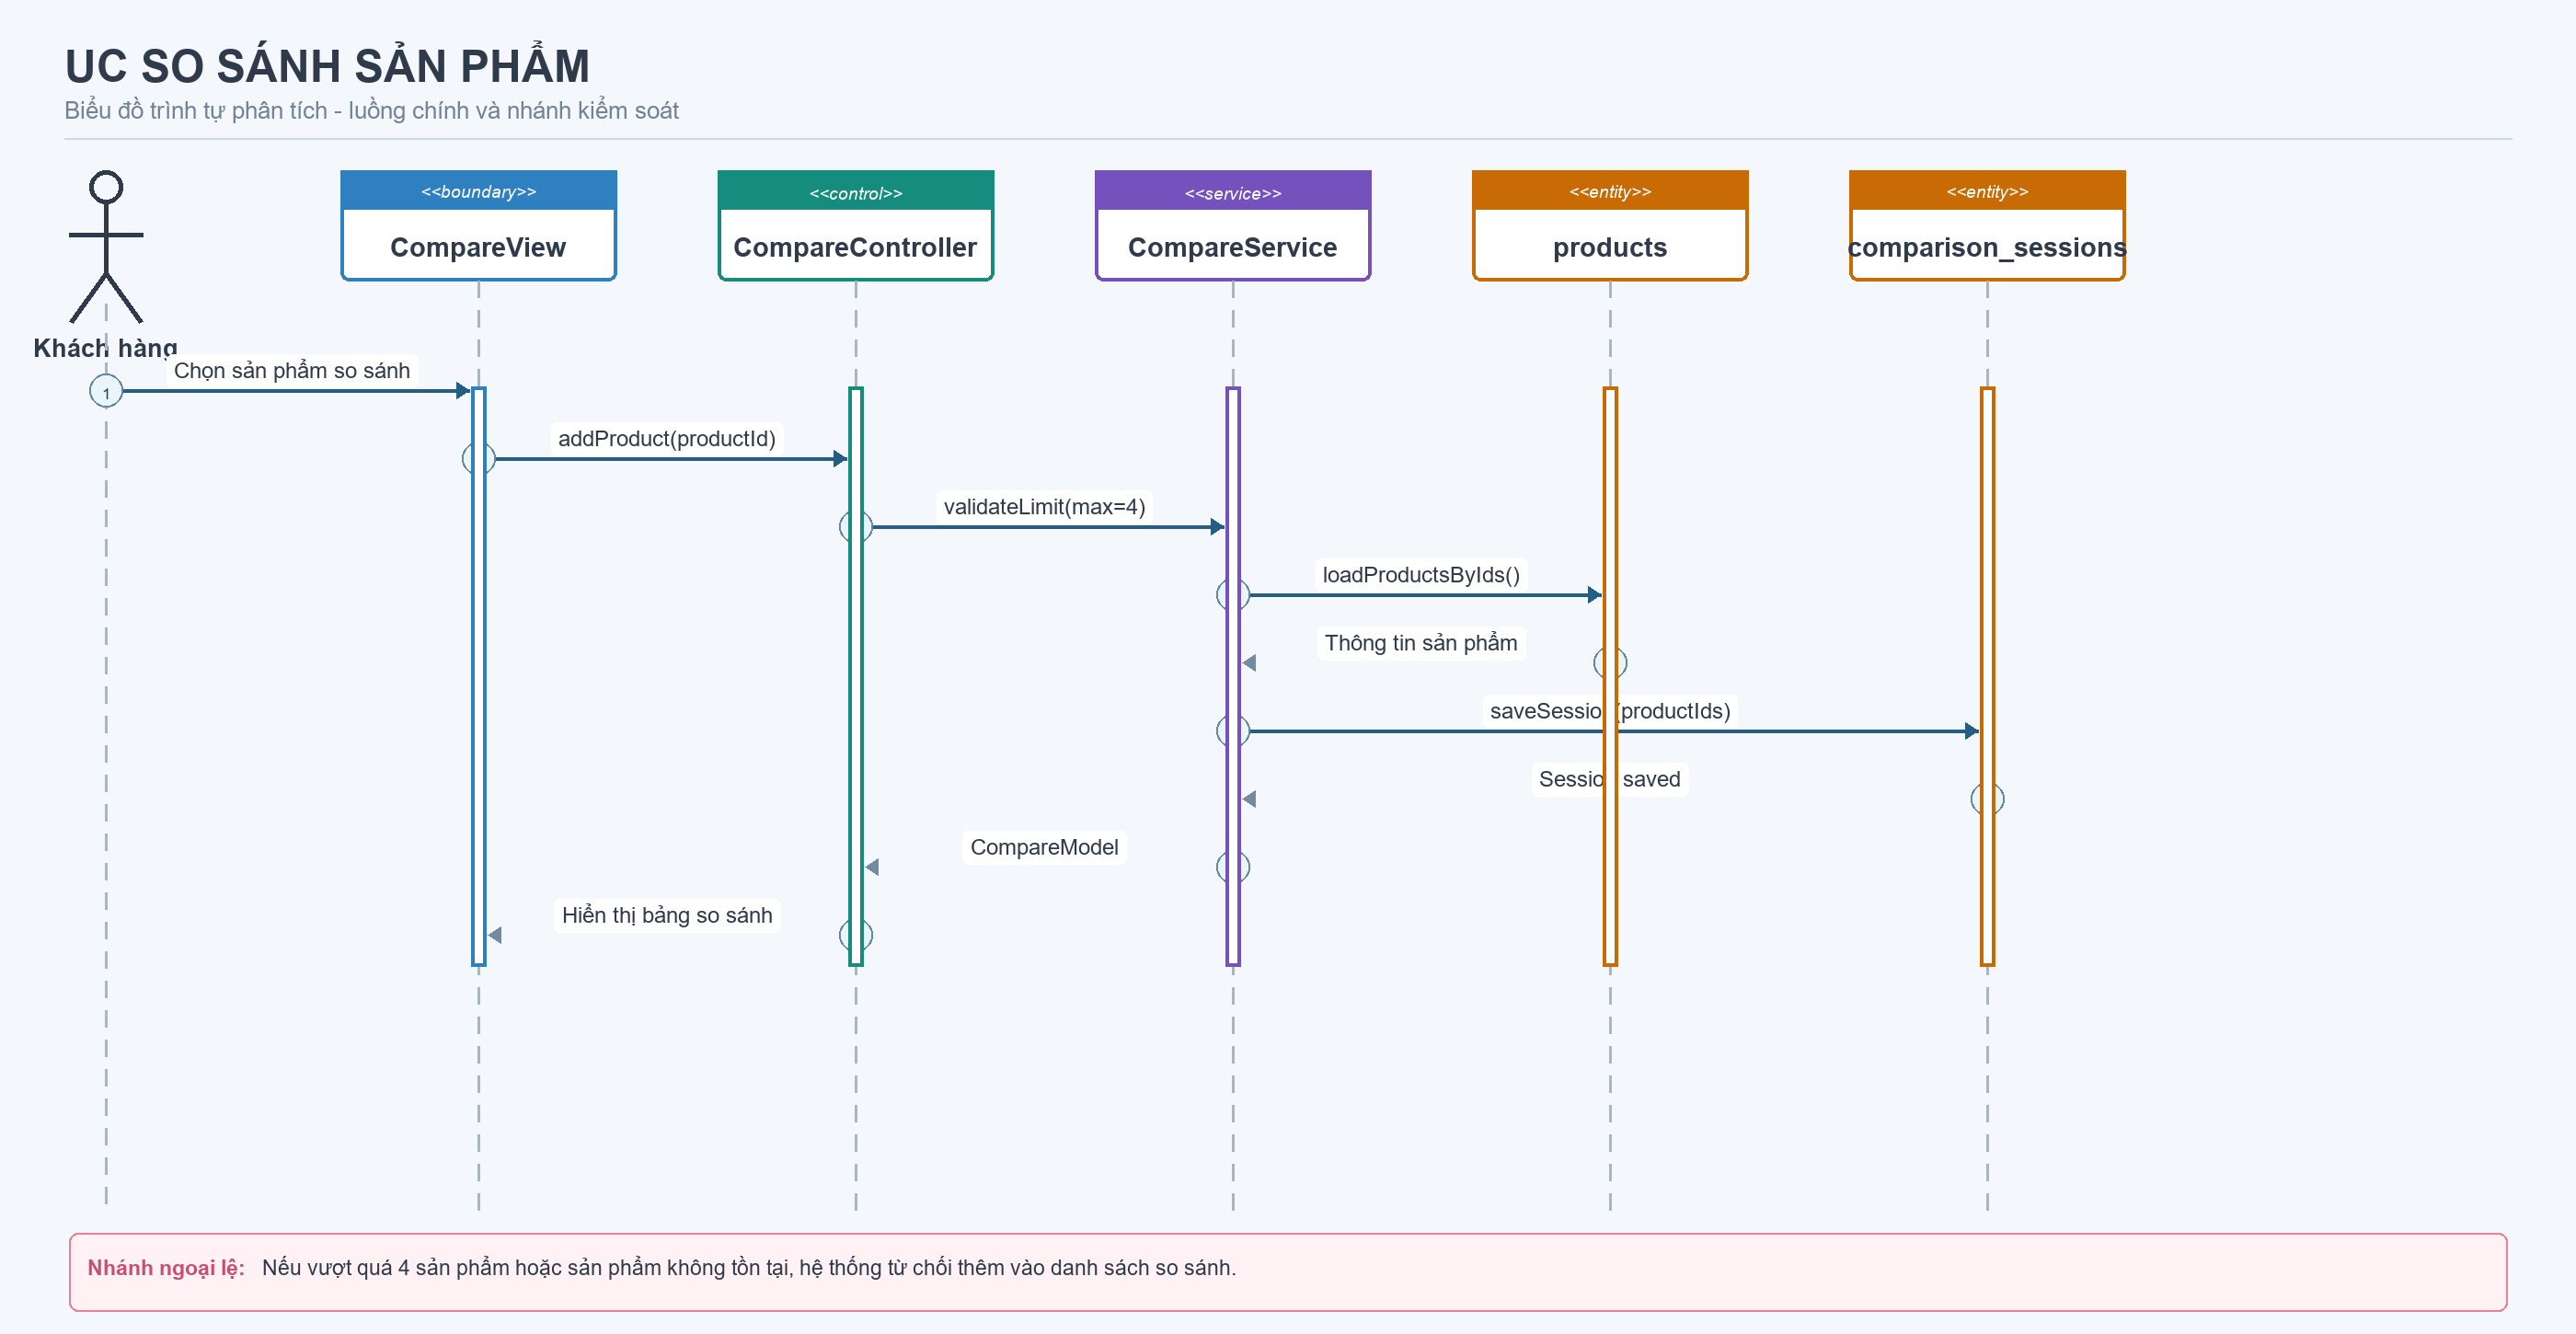 UC SO SÁNH SẢN PHẨM
Biểu đồ trình tự phân tích - luồng chính và nhánh kiểm soát
<<boundary>>
CompareView
<<control>>
CompareController
<<service>>
CompareService
<<entity>>
products
<<entity>>
comparison_sessions
Khách hàng
Chọn sản phẩm so sánh
1
addProduct(productId)
validateLimit(max=4)
loadProductsByIds()
Thông tin sản phẩm
saveSession(productIds)
Session saved
CompareModel
Hiển thị bảng so sánh
Nhánh ngoại lệ: Nếu vượt quá 4 sản phẩm hoặc sản phẩm không tồn tại, hệ thống từ chối thêm vào danh sách so sánh.